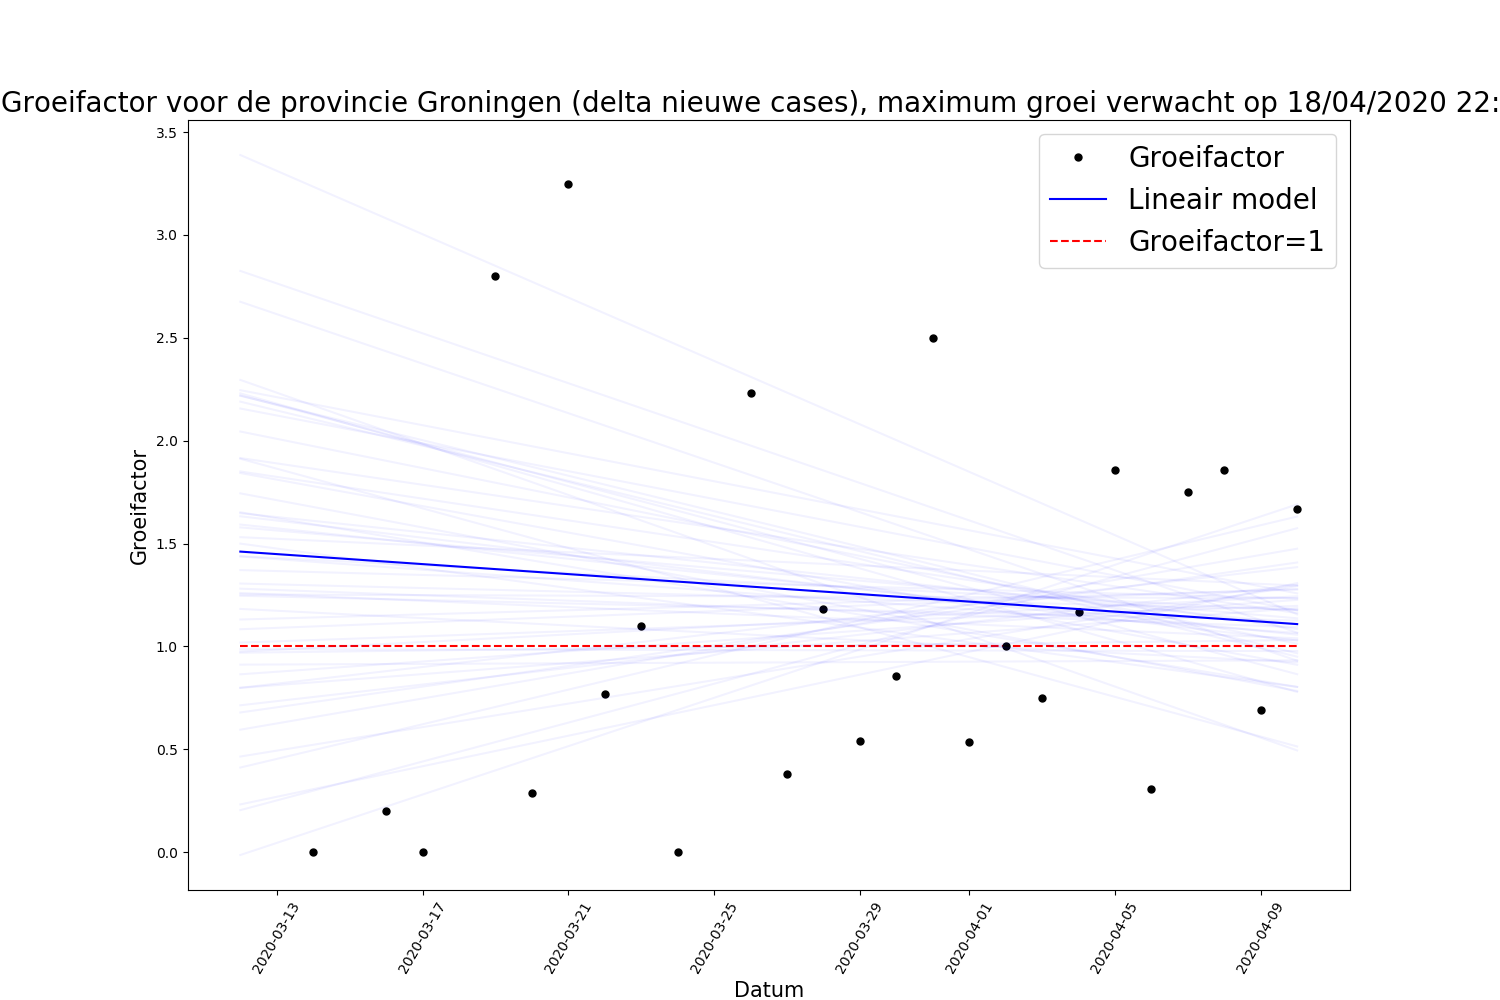 Groeifactor voor de provincie Groningen (delta nieuwe cases), maximum groei verwacht op 18/04/2020 22:
Groeifactor
Lineair model
Groeifactor=1
3.5
3.0
2.5
2.0
1.5
1.0
0.5
0.0
Groeifactor
2020-03-13
2020-03-17
2020-03-21
2020-03-25
2020-03-29
2020-04-01
2020-04-05
2020-04-09
Datum